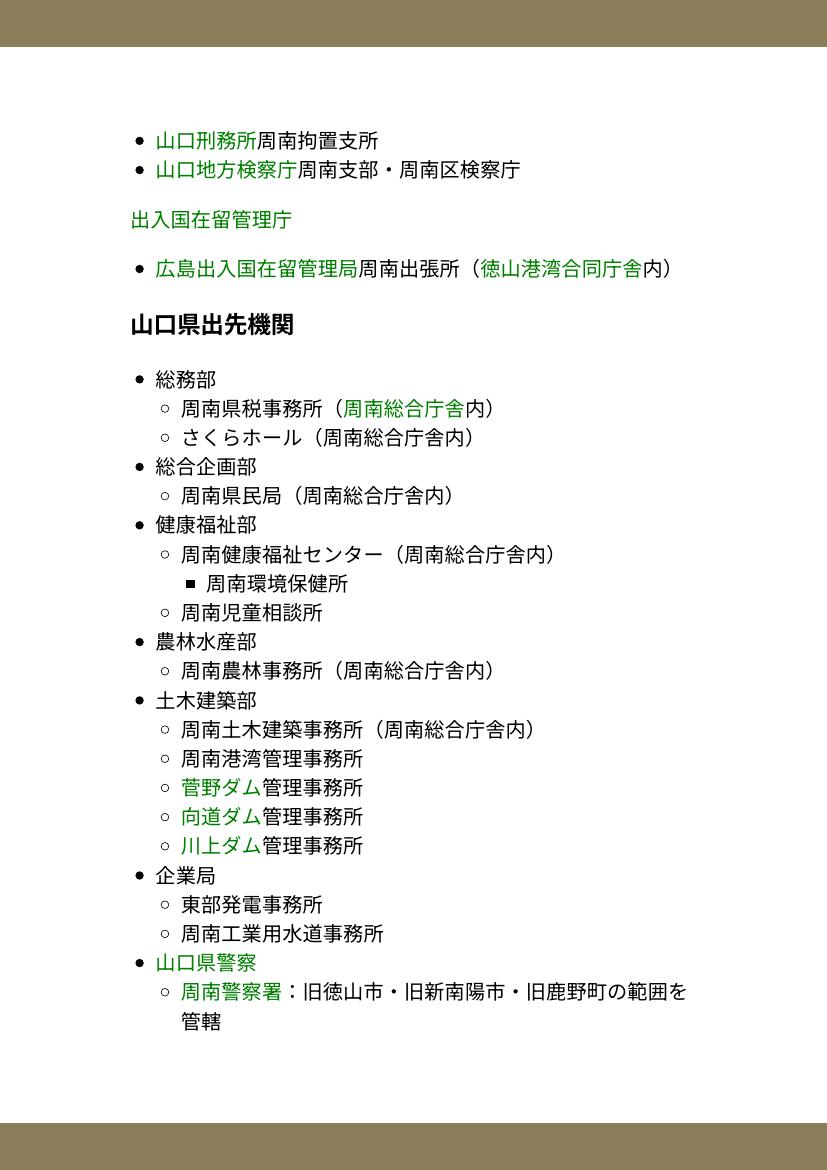 山口刑務所周南拘置支所
山口地方検察庁周南支部・周南区検察庁
出入国在留管理庁
広島出入国在留管理局周南出張所（徳山港湾合同庁舎内）
山口県出先機関
総務部
周南県税事務所（周南総合庁舎内）
さくらホール（周南総合庁舎内）
総合企画部
周南県民局（周南総合庁舎内）
健康福祉部
周南健康福祉センター（周南総合庁舎内）
周南環境保健所
周南児童相談所
農林水産部
周南農林事務所（周南総合庁舎内）
土木建築部
周南土木建築事務所（周南総合庁舎内）
周南港湾管理事務所
菅野ダム管理事務所
向道ダム管理事務所
川上ダム管理事務所
企業局
東部発電事務所
周南工業用水道事務所
山口県警察
周南警察署：旧徳山市・旧新南陽市・旧鹿野町の範囲を
管轄